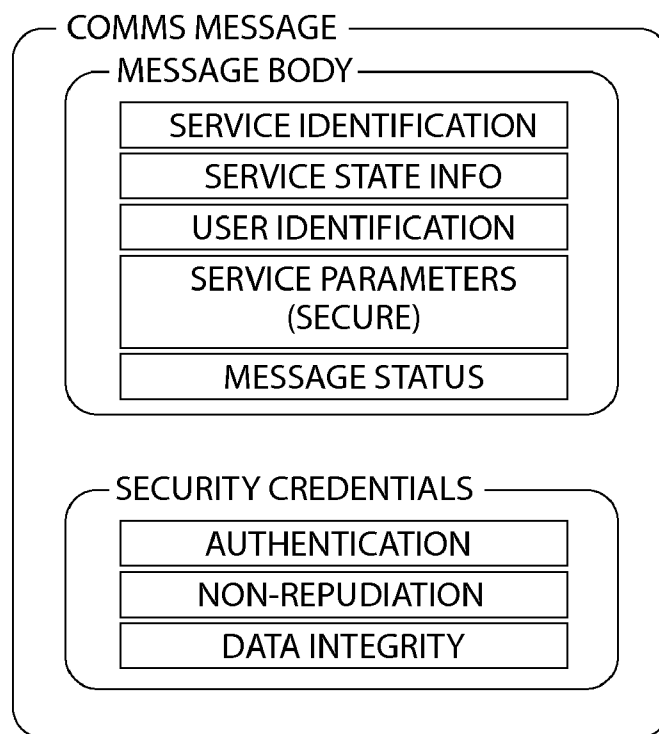 COMMS MESSAGE
MESSAGE BODY
SERVICE IDENTIFICATION
SERVICE STATE INFO
USER IDENTIFICATION
SERVICE PARAMETERS
(SECURE)
MESSAGE STATUS
SECURITY CREDENTIALS
AUTHENTICATION
NON-REPUDIATION
DATA INTEGRITY